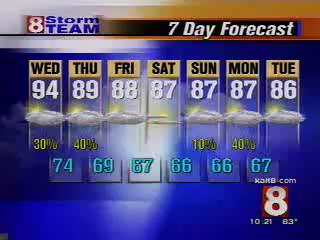 8 Storm TEAM
7 Day Forecast
WED THU FRI SAT SUN MON TUE
94 89 88 87 87 87 86
30% 40% 10% 40%
74 69 67 66 66 67
kait8.com
8
10:21 83°